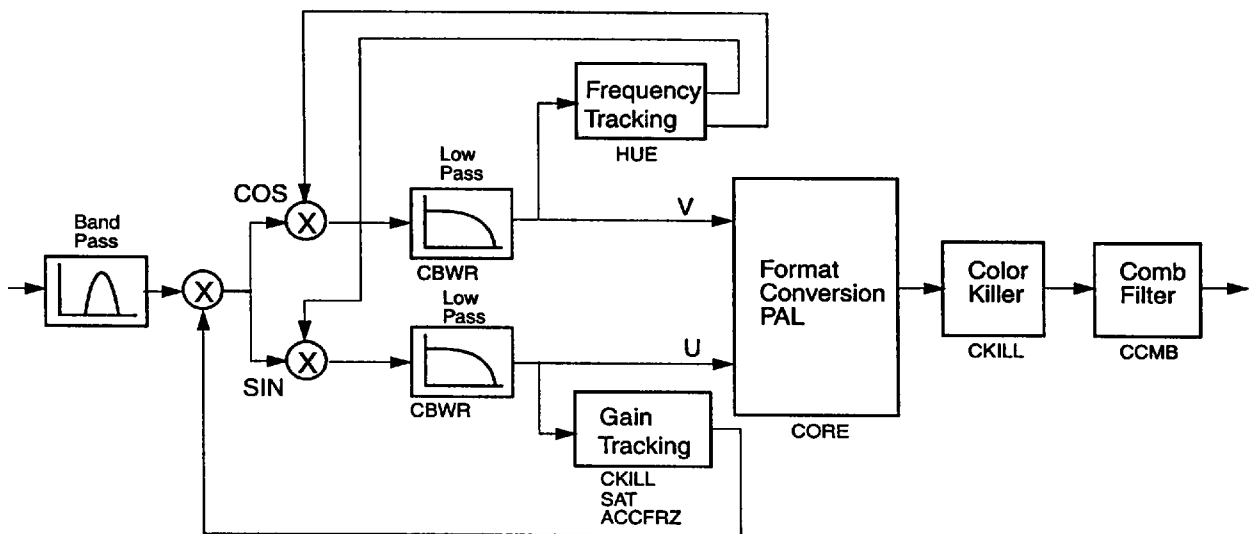 Frequency
Tracking
HUE
Low
Pass
COS
V
Band
Pass
X
X
CBWR
Low
Pass
Format
Conversion
PAL
Color
Killer
Comb
Filter
CKILL
CCMB
X
U
SIN
CBWR
Gain
Tracking
CORE
CKILL
SAT
ACCFRZ